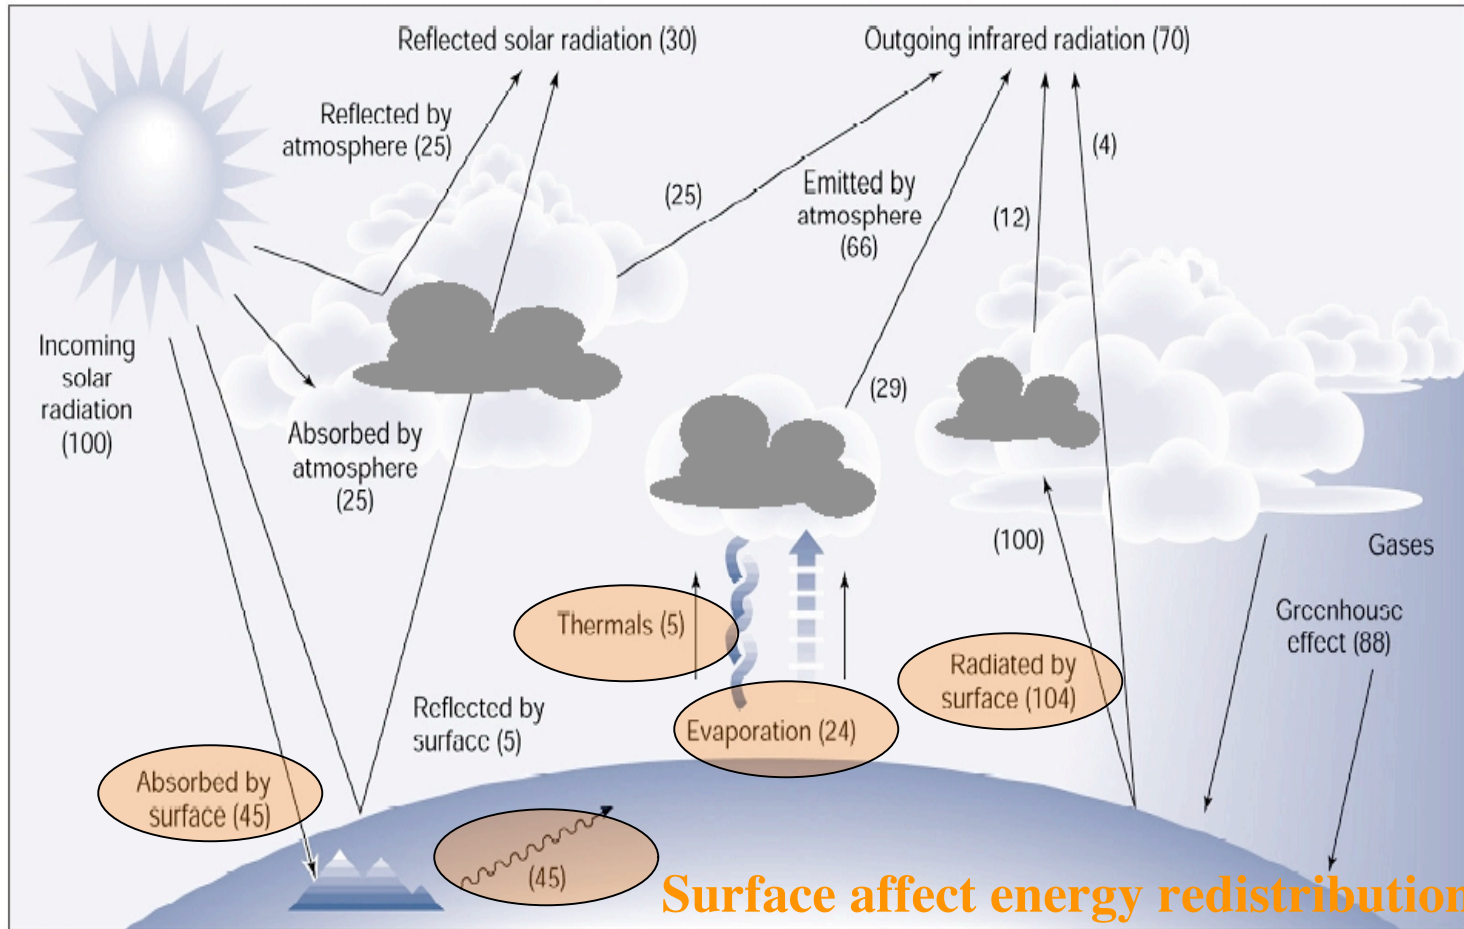 Reflected solar radiation (30)
Outgoing infrared radiation (70)
Reflected by
atmosphere (25)
(25)
Emitted by
atmosphere
(66)
(12)
(4)
Incoming
solar
radiation
(100)
Absorbed by
atmosphere
(25)
(29)
(100)
Gases
Greenhouse
effect (88)
Thermals (5)
Radiated by
surface (104)
Reflected by
surface (5)
Evaporation (24)
Absorbed by
surface (45)
(45)
Surface affect energy redistribution